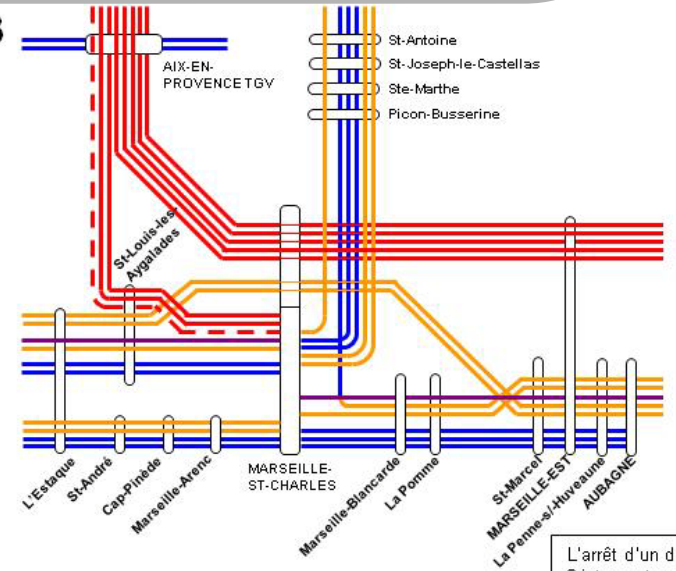 AIX-EN-
PROVENCE TGV
St-Antoine
St-Joseph-le-Castellas
Ste-Marthe
Picon-Busserine
St-Louis-les-
Aygalades
L'Estaque
St-André
Cap-Pinède
Marseille-Arenc
MARSEILLE-
ST-CHARLES
Marseille-Blancarde
La Pomme
St-Marcel
MARSEILLE-EST
La Penne-s/-Huveaune
AUBAGNE
L'arrêt d'un d